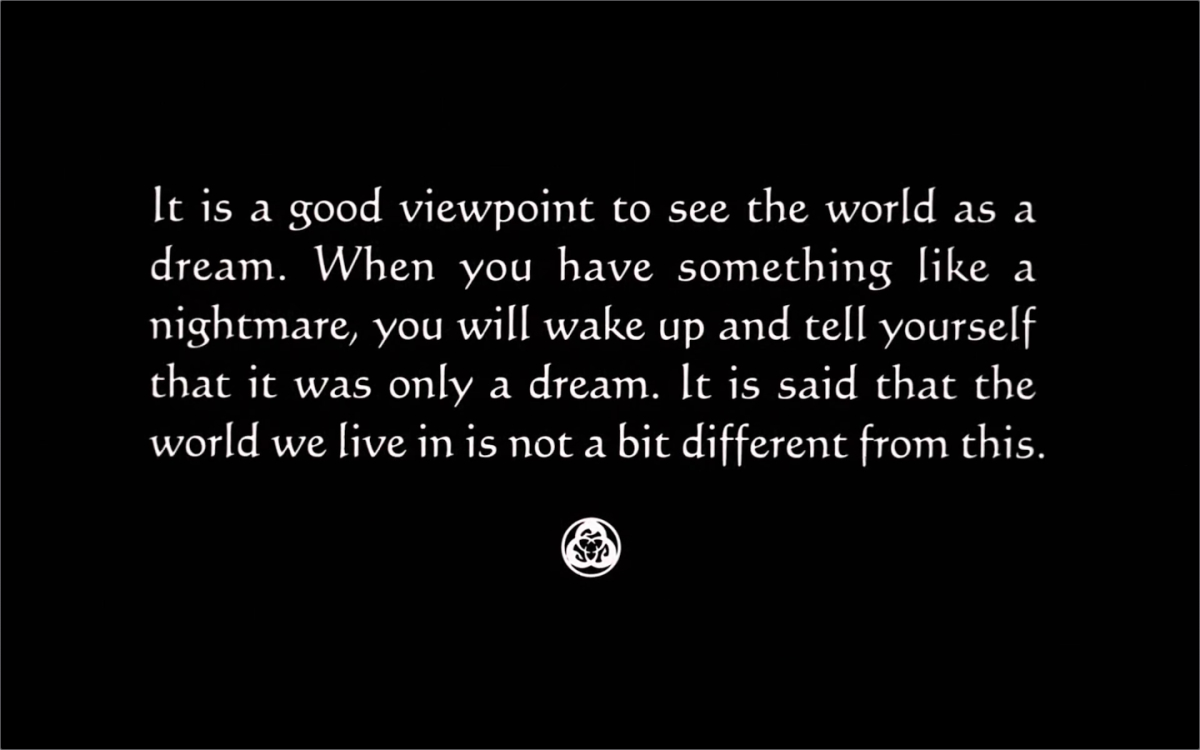 It is a good viewpoint to see the world as a
dream. When you have something like a
nightmare, you will wake up and tell yourself
that it was only a dream. It is said that the
world we live in is not a bit different from this.